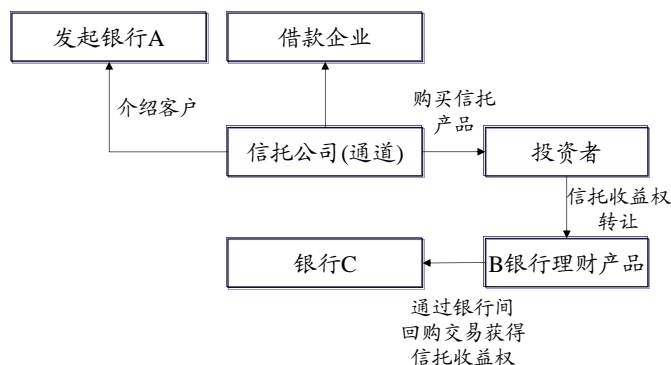 发起银行A
借款企业
介绍客户
购买信托
产品
信托公司(通道)
投资者
信托收益权
转让
银行C
B银行理财产品
通过银行间
回购交易获得
信托收益权